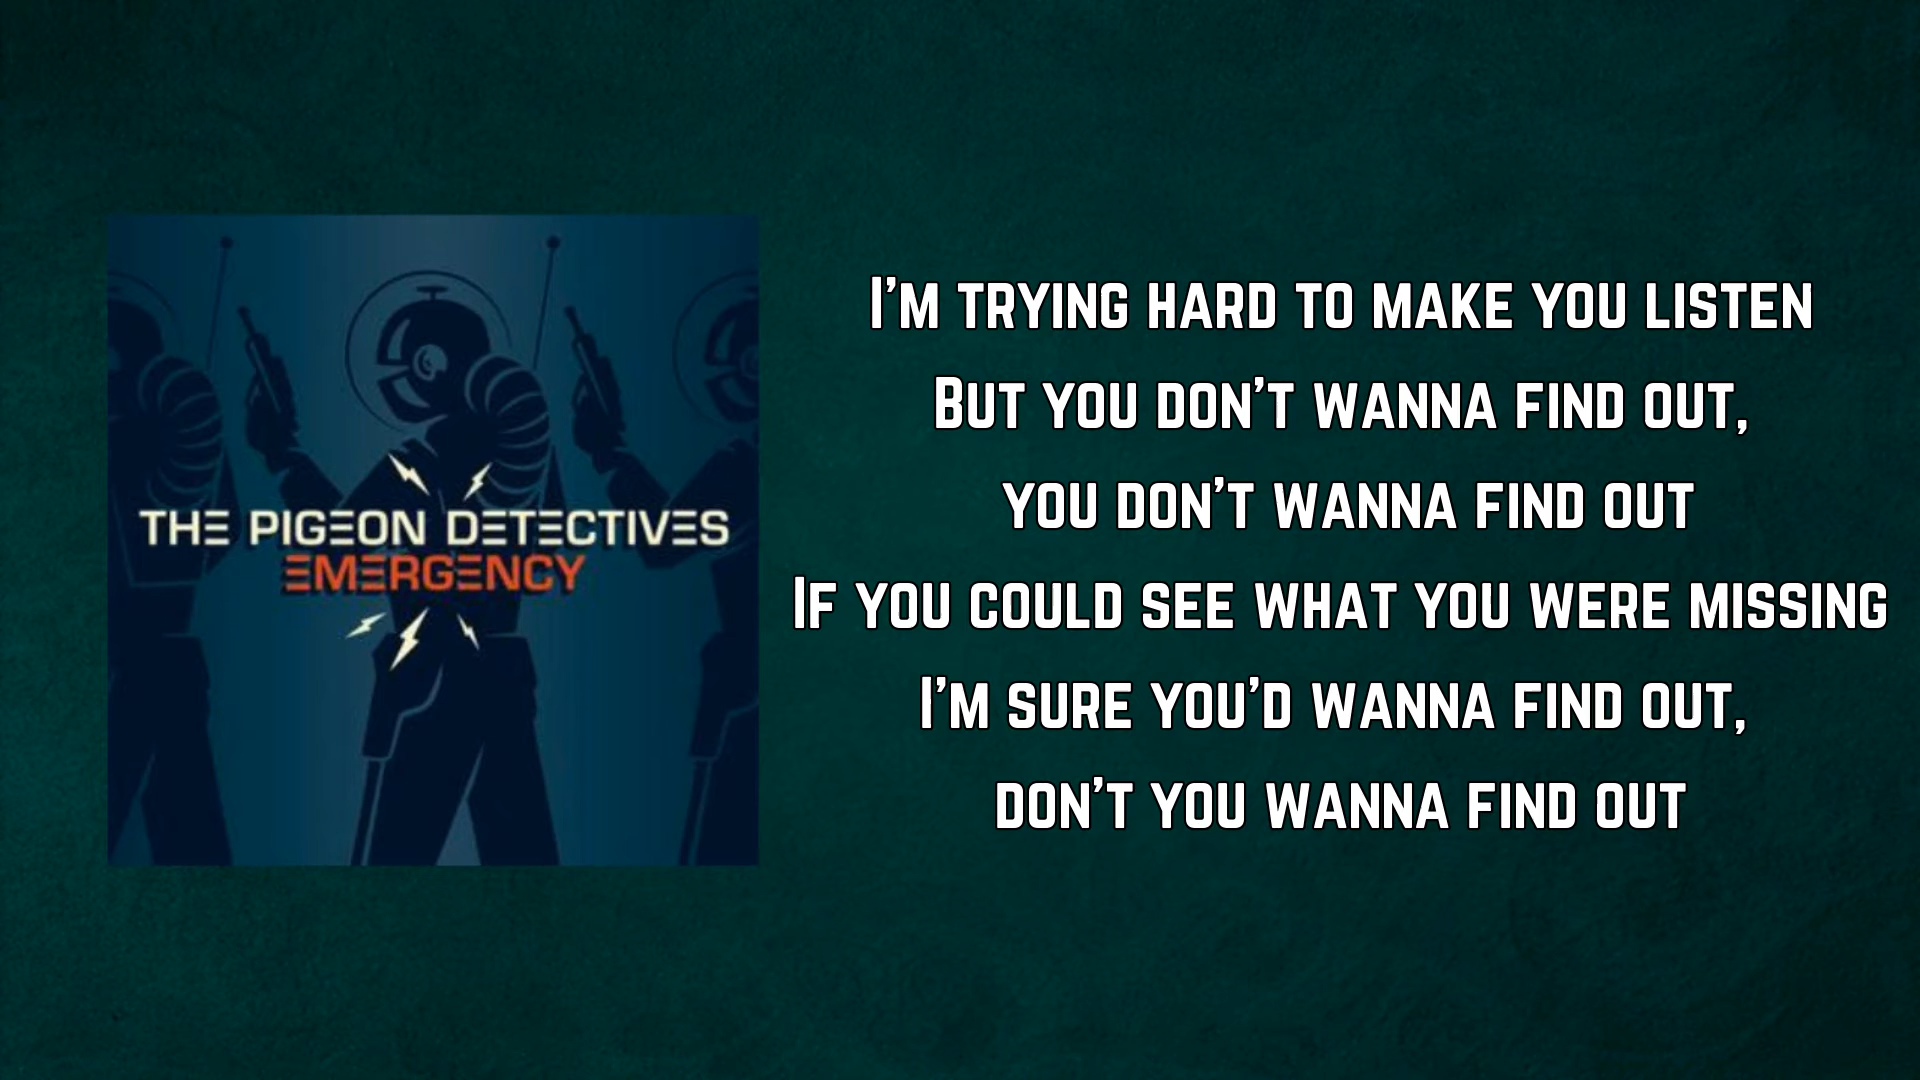 THE PIGEON DETECTIVES
EMERGENCY
I'm trying hard to make you listen
But you don't wanna find out,
you don't wanna find out
If you could see what you were missing
I'm sure you'd wanna find out,
don't you wanna find out